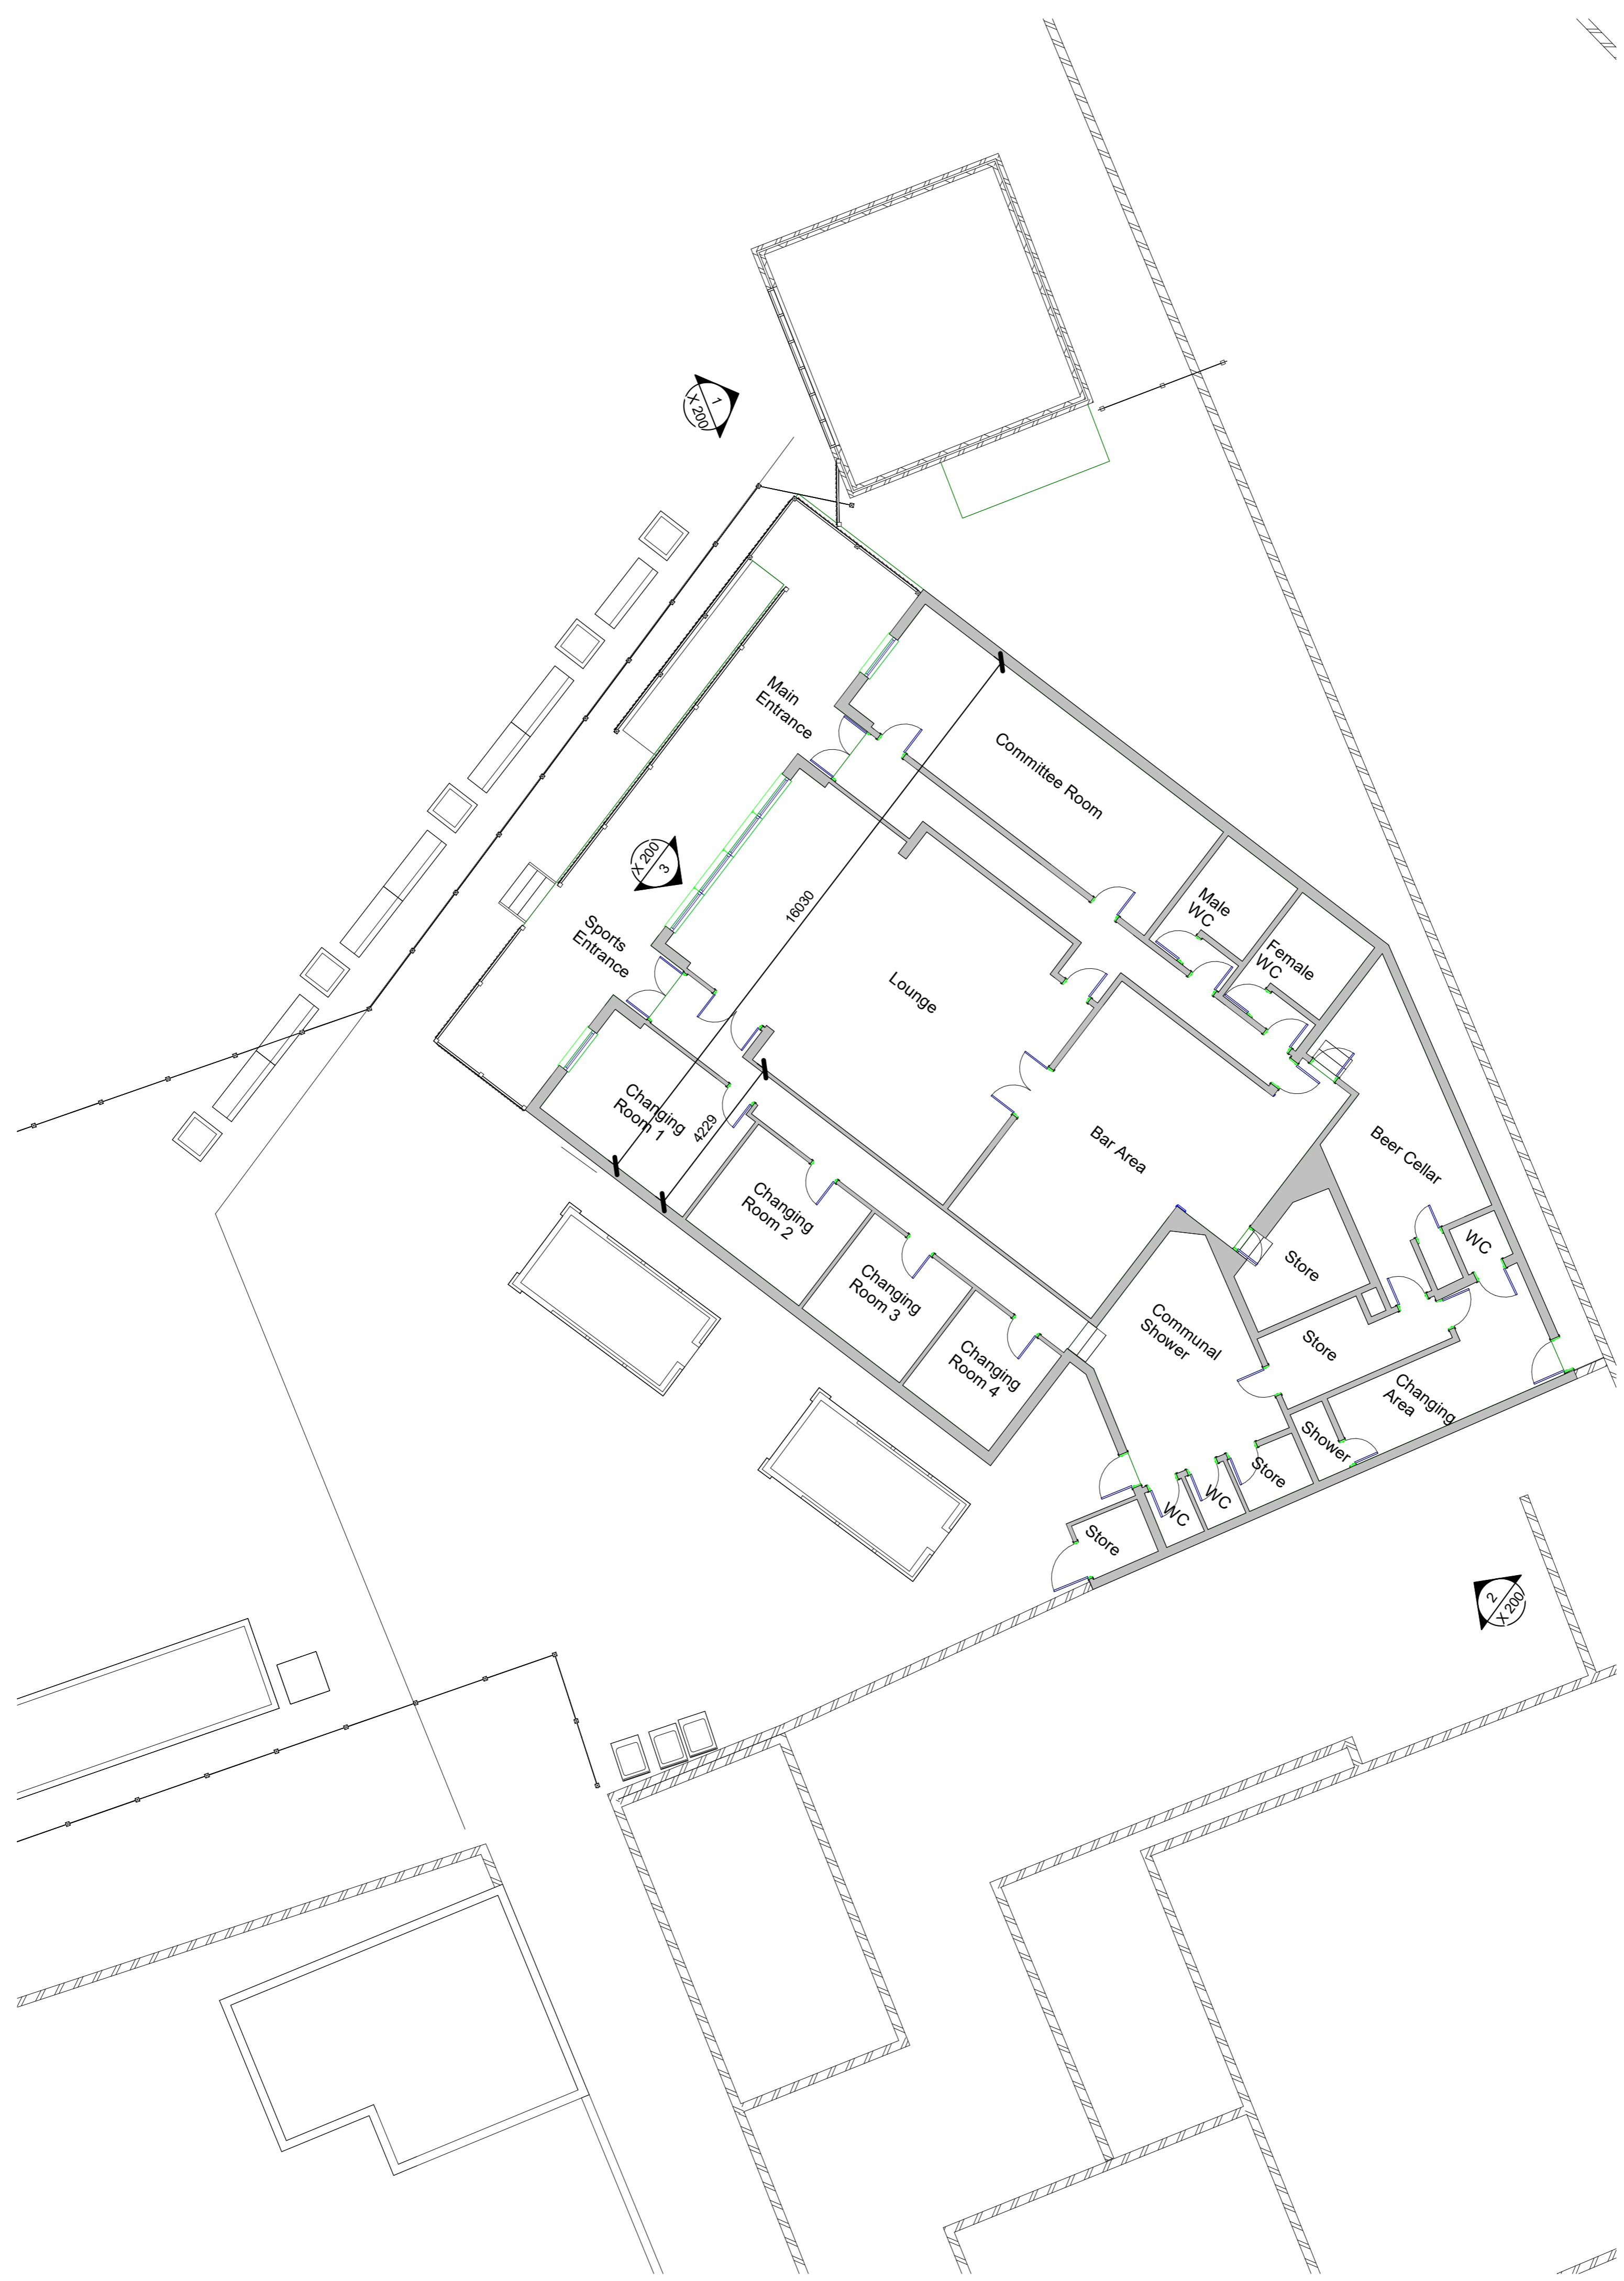 1
X 200
Main
Entrance
Committee Room
X 200
3
16030
Male
WC
Sports
Entrance
Female
WC
Lounge
Changing
Room 1
4229
Bar Area
Beer Cellar
Changing
Room 2
WC
Store
Changing
Room 3
Communal
Shower
Store
Changing
Room 4
Changing
Area
Shower
Store
WC
WC
Store
2
X 200